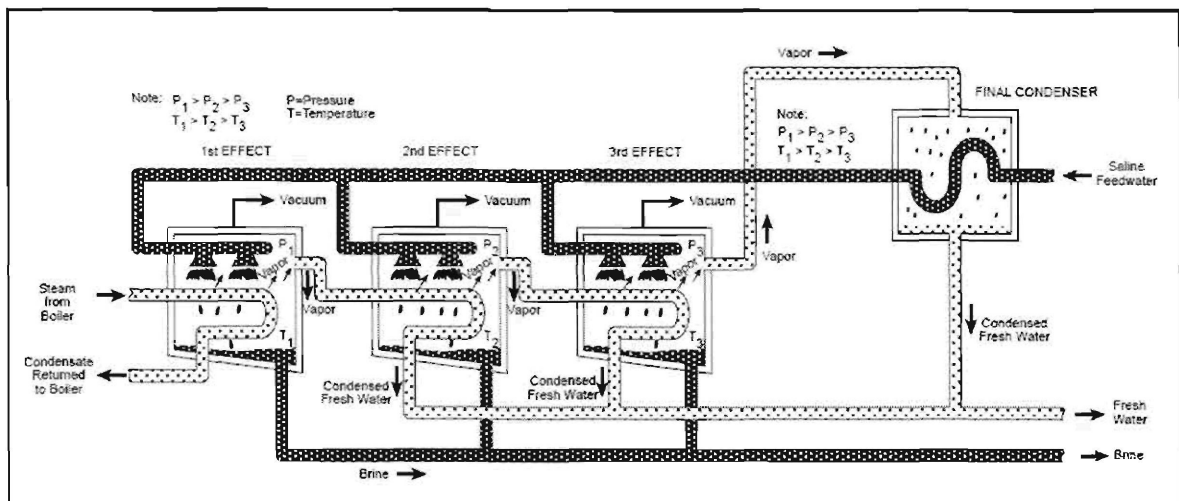 Vapor
Note: P1 > P2 > P3
T1 > T2 > T3
P=Pressure
T=Temperature
FINAL CONDENSER
Note:
P1 > P2 > P3
T1 > T2 > T3
1st EFFECT
2nd EFFECT
3rd EFFECT
Saline
Feedwater
Vacuum
Vacuum
Vacuum
P1
P2
P3
Vapor
Vapor
Vapor
Vapor
Steam
from
Boiler
Vapor
Vapor
T1
T2
T3
Condensed
Fresh Water
Condensate
Returned
to Boiler
Condensed
Fresh Water
Condensed
Fresh Water
Fresh
Water
Brine
Brine